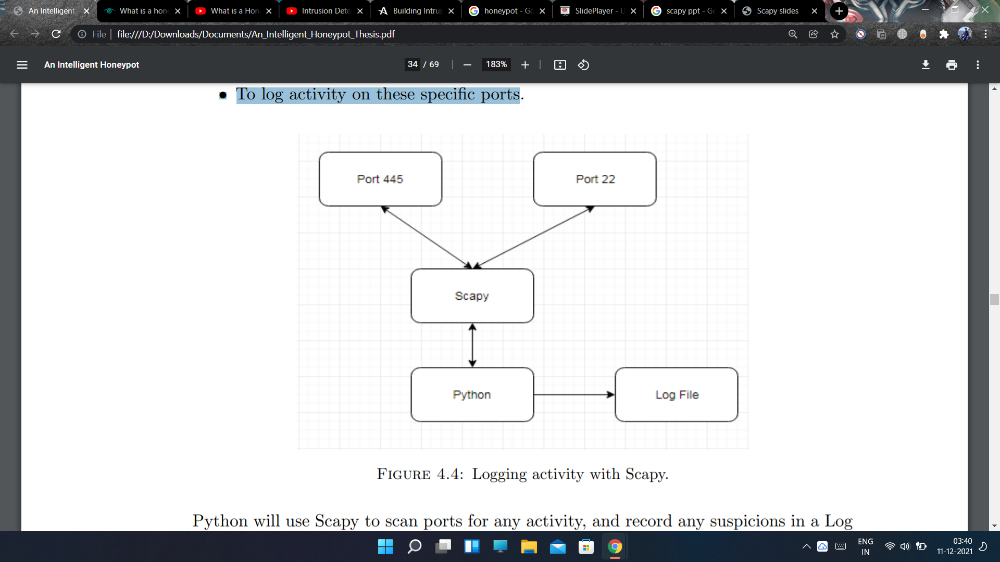 An Intelligent
What is a hon
What is a Hon
Intrusion Dete
Building Intrus
honeypot - Go
SlidePlayer - U
scapy ppt - Go
Scapy slides
File
file:///D:/Downloads/Documents/An_Intelligent_Honeypot_Thesis.pdf
An Intelligent Honeypot
34 / 69
183%
• To log activity on these specific ports.
Port 445
Port 22
Scapy
Python
Log File
FIGURE 4.4: Logging activity with Scapy.
Python will use Scapy to scan ports for any activity, and record any suspicions in a Log
ENG
IN
03:40
11-12-2021